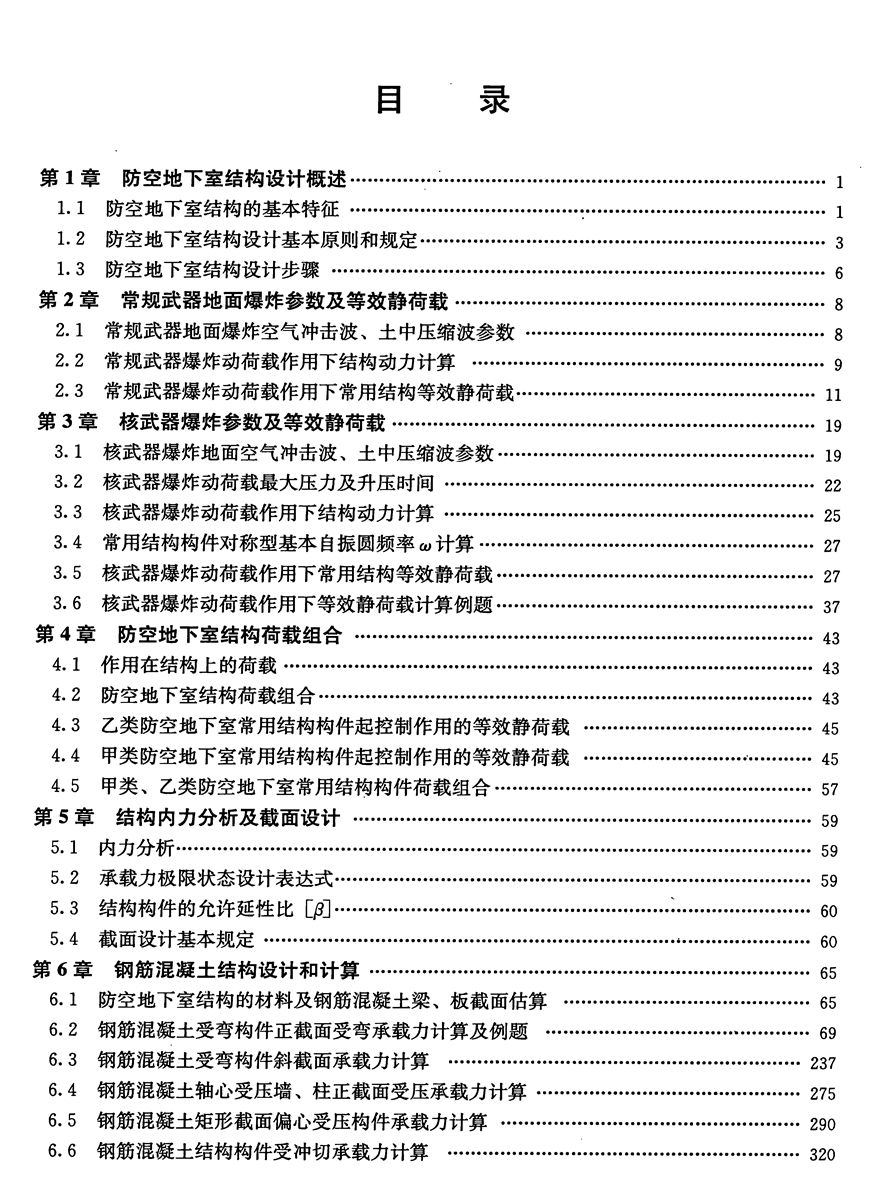 目 录
第1章 防空地下室结构设计概述 1
1.1 防空地下室结构的基本特征 1
1.2 防空地下室结构设计基本原则和规定 3
1.3 防空地下室结构设计步骤 6
第2章 常规武器地面爆炸参数及等效静荷载 8
2.1 常规武器地面爆炸空气冲击波、土中压缩波参数 8
2.2 常规武器爆炸动荷载作用下结构动力计算 9
2.3 常规武器爆炸动荷载作用下常用结构等效静荷载 11
第3章 核武器爆炸参数及等效静荷载 19
3.1 核武器爆炸地面空气冲击波、土中压缩波参数 19
3.2 核武器爆炸动荷载最大压力及升压时间 22
3.3 核武器爆炸动荷载作用下结构动力计算 25
3.4 常用结构构件对称型基本自振圆频率ω计算 27
3.5 核武器爆炸动荷载作用下常用结构等效静荷载 27
3.6 核武器爆炸动荷载作用下等效静荷载计算例题 37
第4章 防空地下室结构荷载组合 43
4.1 作用在结构上的荷载 43
4.2 防空地下室结构荷载组合 43
4.3 乙类防空地下室常用结构构件起控制作用的等效静荷载 45
4.4 甲类防空地下室常用结构构件起控制作用的等效静荷载 45
4.5 甲类、乙类防空地下室常用结构构件荷载组合 57
第5章 结构内力分析及截面设计 59
5.1 内力分析 59
5.2 承载力极限状态设计表达式 59
5.3 结构构件的允许延性比[β] 60
5.4 截面设计基本规定 60
第6章 钢筋混凝土结构设计和计算 65
6.1 防空地下室结构的材料及钢筋混凝土梁、板截面估算 65
6.2 钢筋混凝土受弯构件正截面受弯承载力计算及例题 69
6.3 钢筋混凝土受弯构件斜截面承载力计算 237
6.4 钢筋混凝土轴心受压墙、柱正截面受压承载力计算 275
6.5 钢筋混凝土矩形截面偏心受压构件承载力计算 290
6.6 钢筋混凝土结构构件受冲切承载力计算 320